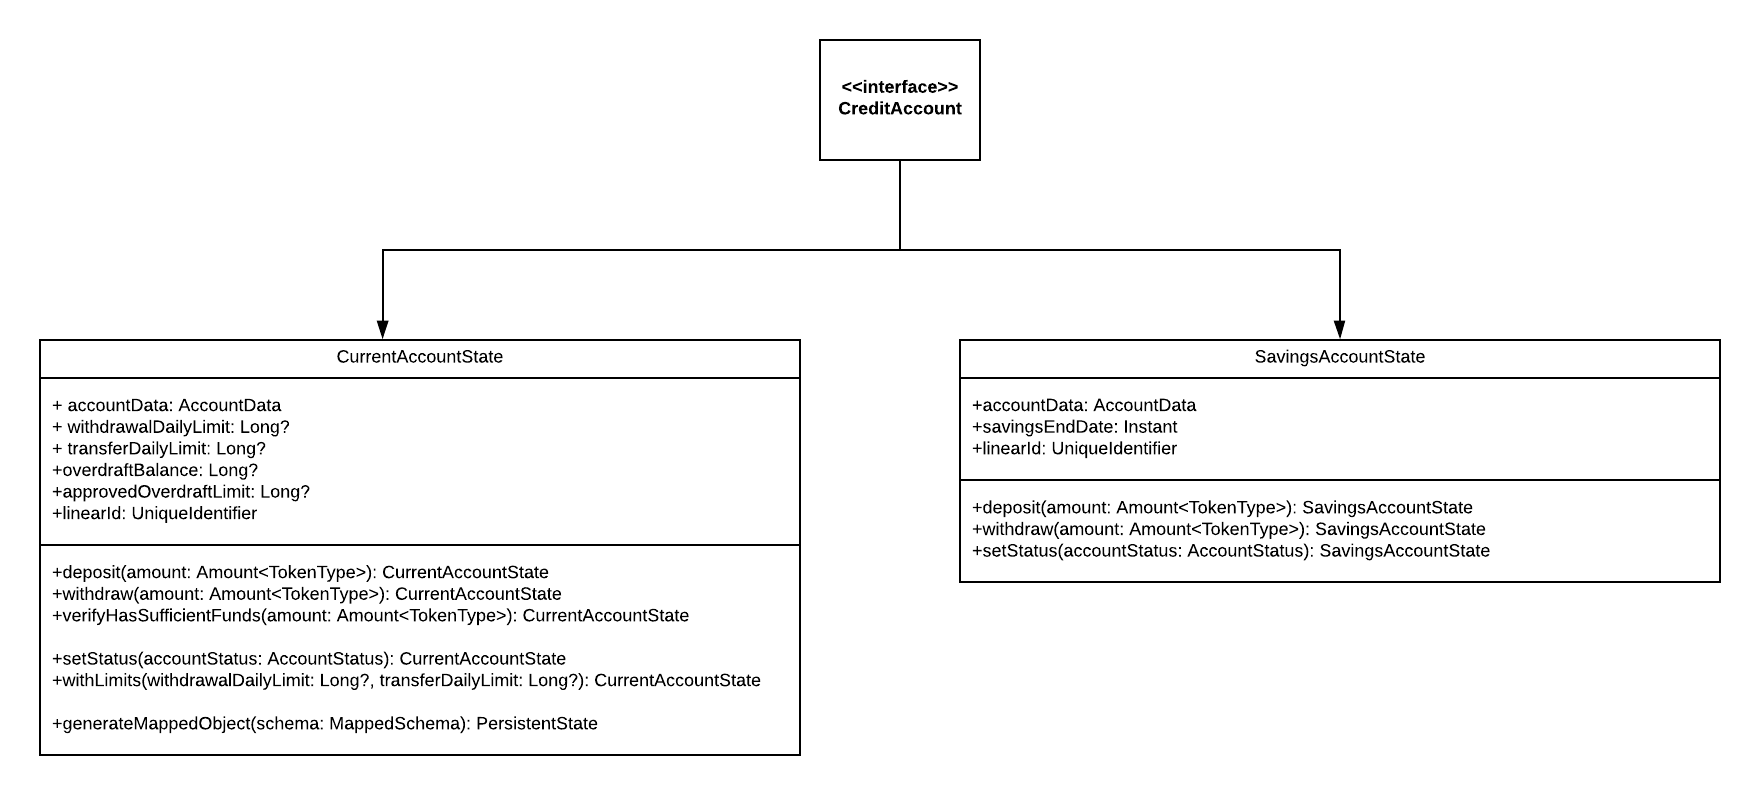 <<interface>>
CreditAccount
CurrentAccountState
+ accountData: AccountData
+ withdrawalDailyLimit: Long?
+ transferDailyLimit: Long?
+overdraftBalance: Long?
+approvedOverdraftLimit: Long?
+linearId: UniqueIdentifier
+deposit(amount: Amount<TokenType>): CurrentAccountState
+withdraw(amount: Amount<TokenType>): CurrentAccountState
+verifyHasSufficientFunds(amount: Amount<TokenType>): CurrentAccountState
+setStatus(accountStatus: AccountStatus): CurrentAccountState
+withLimits(withdrawalDailyLimit: Long?, transferDailyLimit: Long?): CurrentAccountState
+generateMappedObject(schema: MappedSchema): PersistentState
SavingsAccountState
+accountData: AccountData
+savingsEndDate: Instant
+linearId: UniqueIdentifier
+deposit(amount: Amount<TokenType>): SavingsAccountState
+withdraw(amount: Amount<TokenType>): SavingsAccountState
+setStatus(accountStatus: AccountStatus): SavingsAccountState